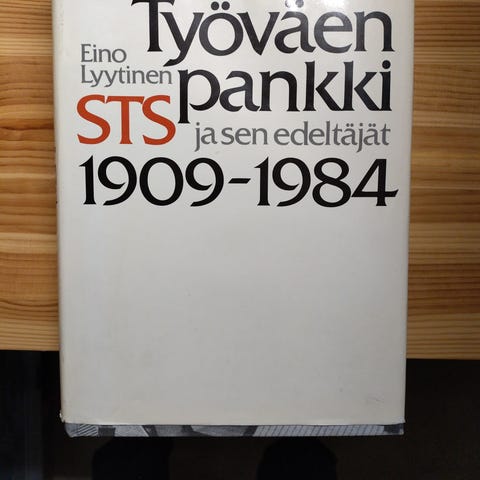 Työväen
Eino
Lyytinen
pankki
STS
ja sen edeltäjät
1909-1984